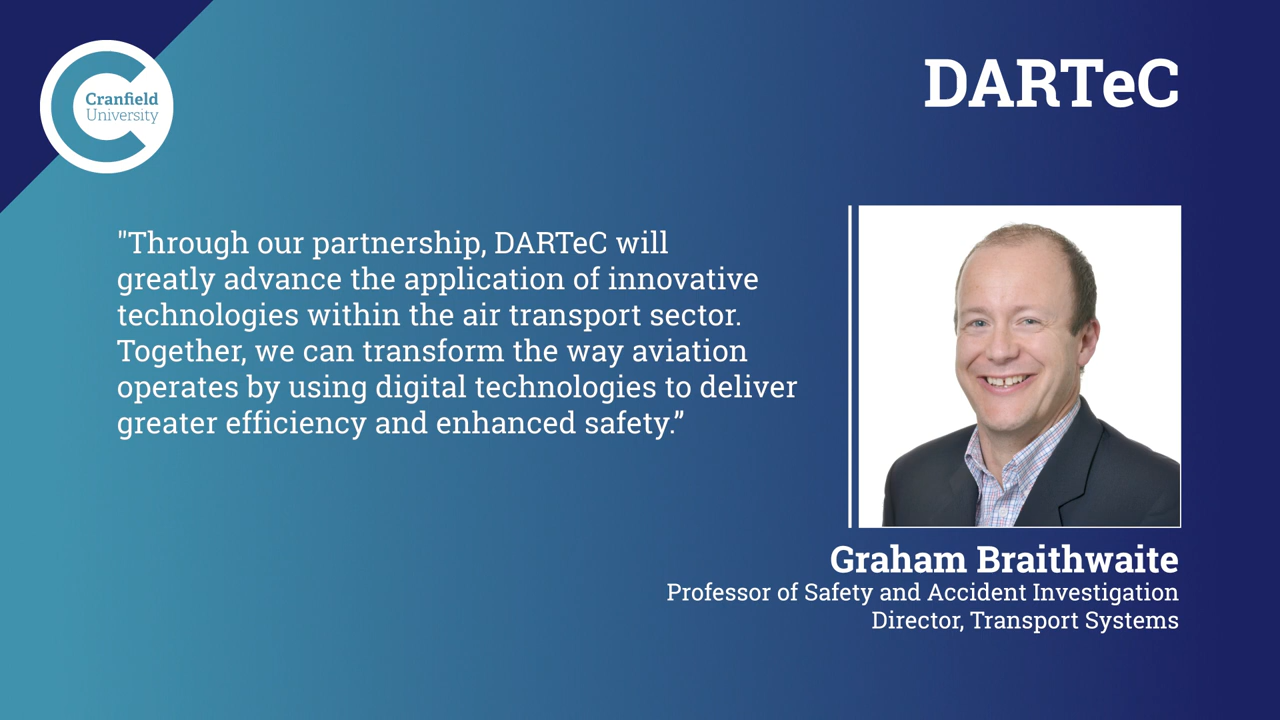 Cranfield
University
DARTeC
"Through our partnership, DARTeC will
greatly advance the application of innovative
technologies within the air transport sector.
Together, we can transform the way aviation
operates by using digital technologies to deliver
greater efficiency and enhanced safety.”
Graham Braithwaite
Professor of Safety and Accident Investigation
Director, Transport Systems